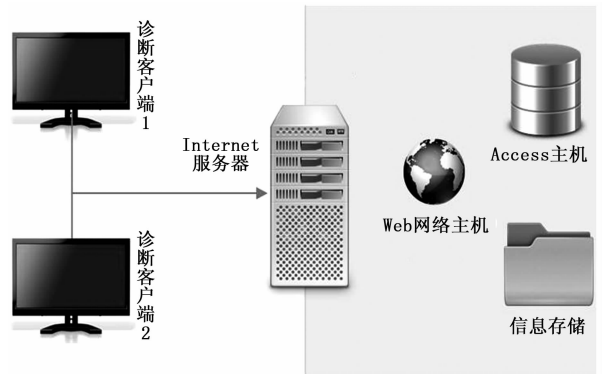 诊断客户端1
Internet
服务器
Access主机
Web网络主机
诊断客户端2
信息存储